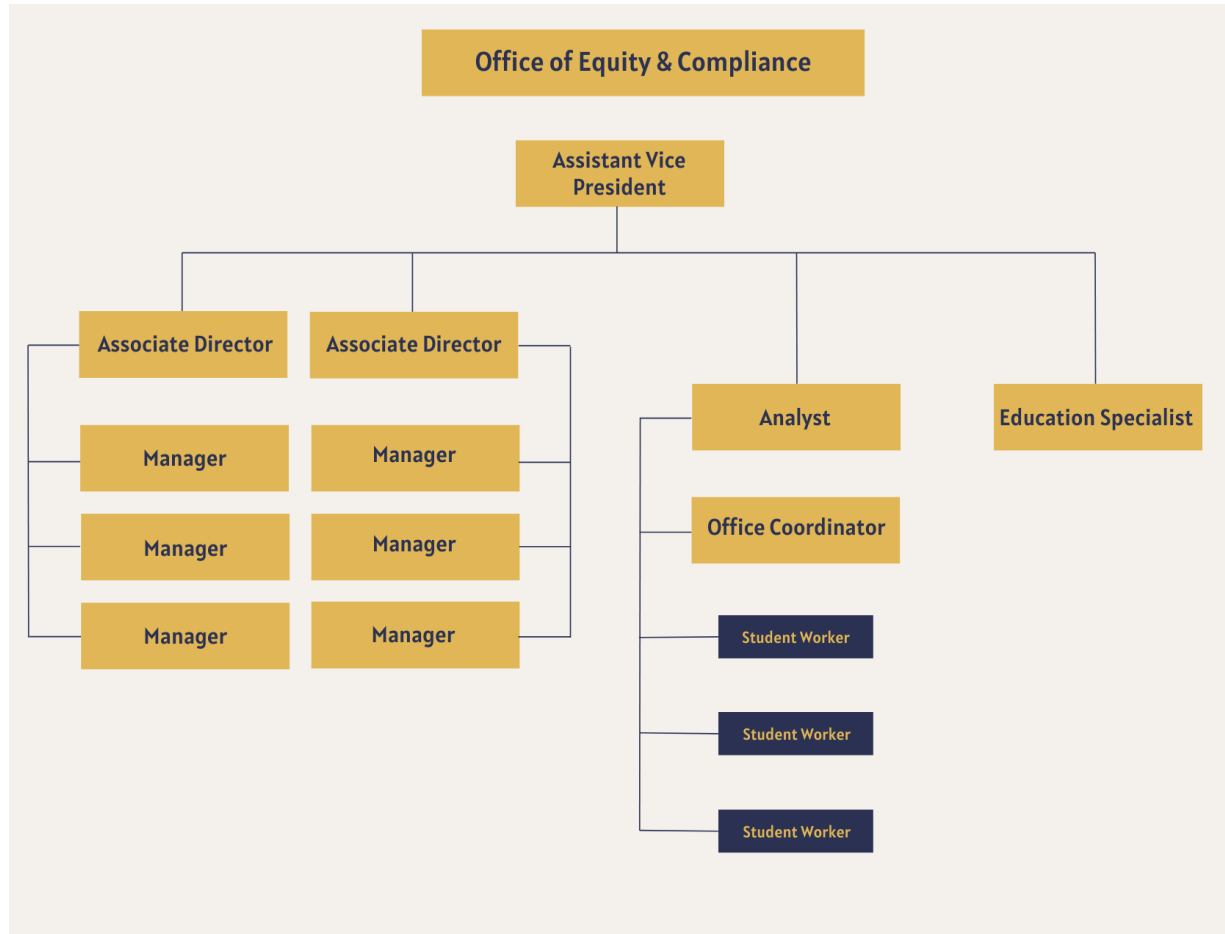 Office of Equity & Compliance
Assistant Vice
President
Associate Director
Associate Director
Analyst
Education Specialist
Manager
Manager
Manager
Manager
Manager
Manager
Office Coordinator
Student Worker
Student Worker
Student Worker